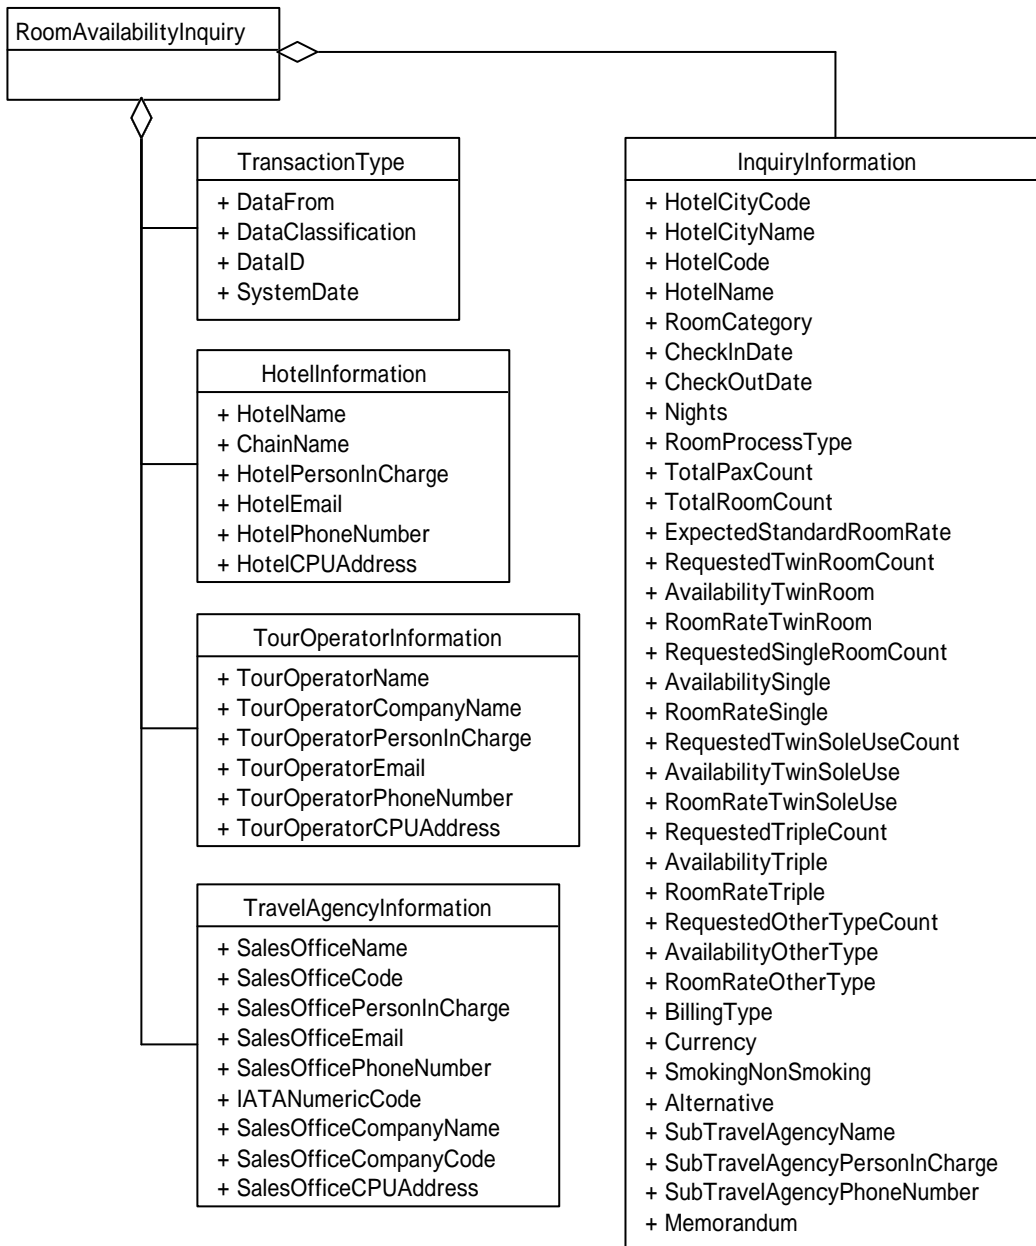 RoomAvailabilityInquiry
TransactionType
+ DataFrom
+ DataClassification
+ DataID
+ SystemDate
HotelInformation
+ HotelName
+ ChainName
+ HotelPersonInCharge
+ HotelEmail
+ HotelPhoneNumber
+ HotelCPUAddress
TourOperatorInformation
+ TourOperatorName
+ TourOperatorCompanyName
+ TourOperatorPersonInCharge
+ TourOperatorEmail
+ TourOperatorPhoneNumber
+ TourOperatorCPUAddress
TravelAgencyInformation
+ SalesOfficeName
+ SalesOfficeCode
+ SalesOfficePersonInCharge
+ SalesOfficeEmail
+ SalesOfficePhoneNumber
+ IATANumericCode
+ SalesOfficeCompanyName
+ SalesOfficeCompanyCode
+ SalesOfficeCPUAddress
InquiryInformation
+ HotelCityCode
+ HotelCityName
+ HotelCode
+ HotelName
+ RoomCategory
+ CheckInDate
+ CheckOutDate
+ Nights
+ RoomProcessType
+ TotalPaxCount
+ TotalRoomCount
+ ExpectedStandardRoomRate
+ RequestedTwinRoomCount
+ AvailabilityTwinRoom
+ RoomRateTwinRoom
+ RequestedSingleRoomCount
+ AvailabilitySingle
+ RoomRateSingle
+ RequestedTwinSoleUseCount
+ AvailabilityTwinSoleUse
+ RoomRateTwinSoleUse
+ RequestedTripleCount
+ AvailabilityTriple
+ RoomRateTriple
+ RequestedOtherTypeCount
+ AvailabilityOtherType
+ RoomRateOtherType
+ BillingType
+ Currency
+ SmokingNonSmoking
+ Alternative
+ SubTravelAgencyName
+ SubTravelAgencyPersonInCharge
+ SubTravelAgencyPhoneNumber
+ Memorandum